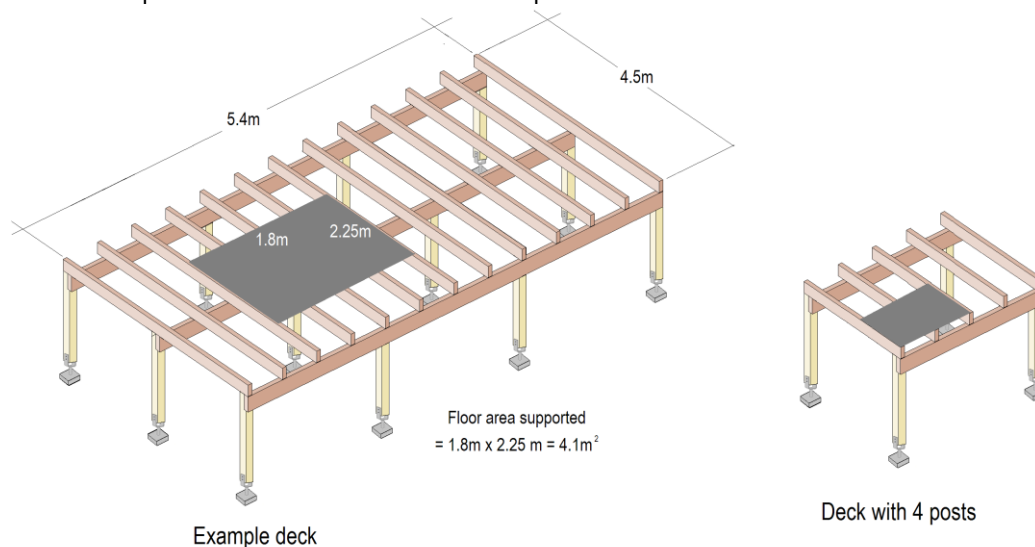 5.4m
4.5m
1.8m
2.25m
Floor area supported
= 1.8m x 2.25 m = 4.1m²
Example deck
Deck with 4 posts